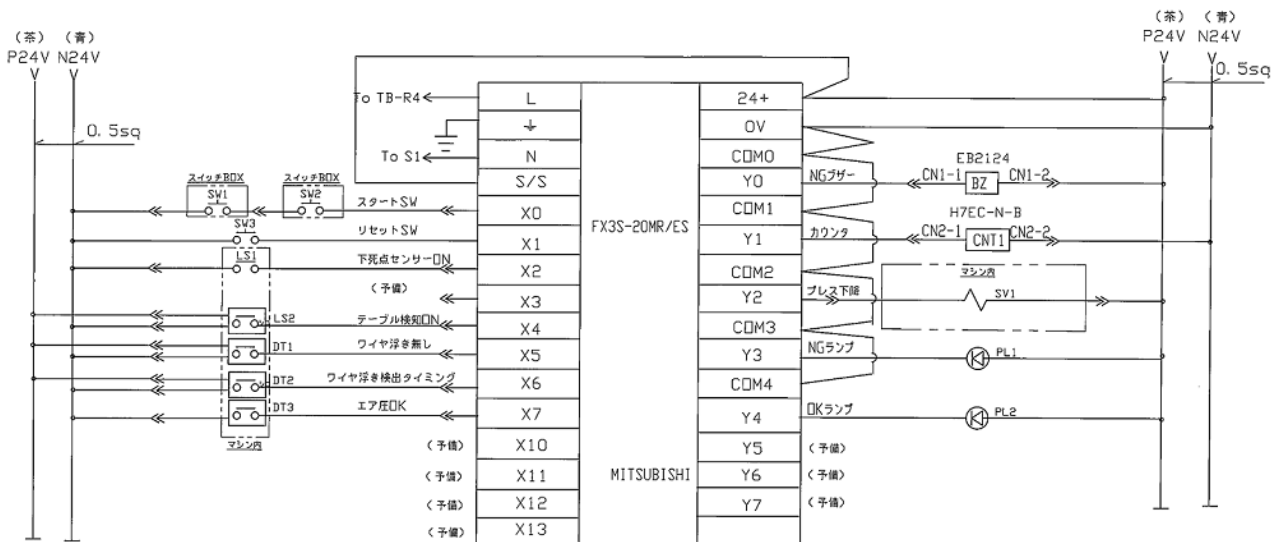 (茶) (青)
P24V N24V
0.5sq
To TB-R4
To S1
スイッチBOX
SW1
スイッチBOX
SW2
スタートSW
SW3
リセットSW
LS1
下死点センサーON
(予備)
LS2
テーブル検知ON
DT1
ワイヤ浮き無し
DT2
ワイヤ浮き検出タイミング
DT3
エア圧OK
マシン内
(予備)
(予備)
(予備)
(予備)
L
N
S/S
X0
X1
X2
X3
X4
X5
X6
X7
X10
X11
X12
X13
FX3S-20MR/ES
MITSUBISHI
24+
0V
COM0
Y0
COM1
Y1
COM2
Y2
COM3
Y3
COM4
Y4
Y5
Y6
Y7
NGブザー
CN1-1
EB2124
BZ
CN1-2
カウンタ
CN2-1
H7EC-N-B
CNT1
CN2-2
マシン内
プレス下降
SV1
NGランプ
PL1
OKランプ
PL2
(予備)
(予備)
(予備)
(茶) (青)
P24V N24V
0.5sq